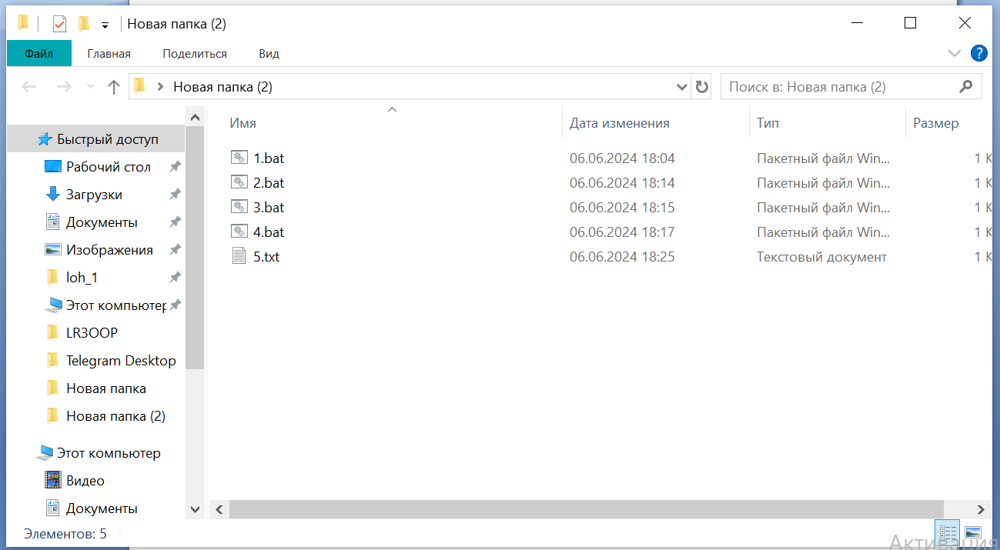 Новая папка (2)
Файл Главная Поделиться Вид
Новая папка (2) Поиск в: Новая папка (2)
Имя Дата изменения Тип Размер
Быстрый доступ
Рабочий стол
Загрузки
Документы
Изображения
loh_1
Этот компьютер
LR3OOP
Telegram Desktop
Новая папка
Новая папка (2)
Этот компьютер
Видео
Документы
1.bat 06.06.2024 18:04 Пакетный файл Win... 1 К
2.bat 06.06.2024 18:14 Пакетный файл Win... 1 К
3.bat 06.06.2024 18:15 Пакетный файл Win... 1 К
4.bat 06.06.2024 18:17 Пакетный файл Win... 1 К
5.txt 06.06.2024 18:25 Текстовый документ 1 К
Элементов: 5
Активация